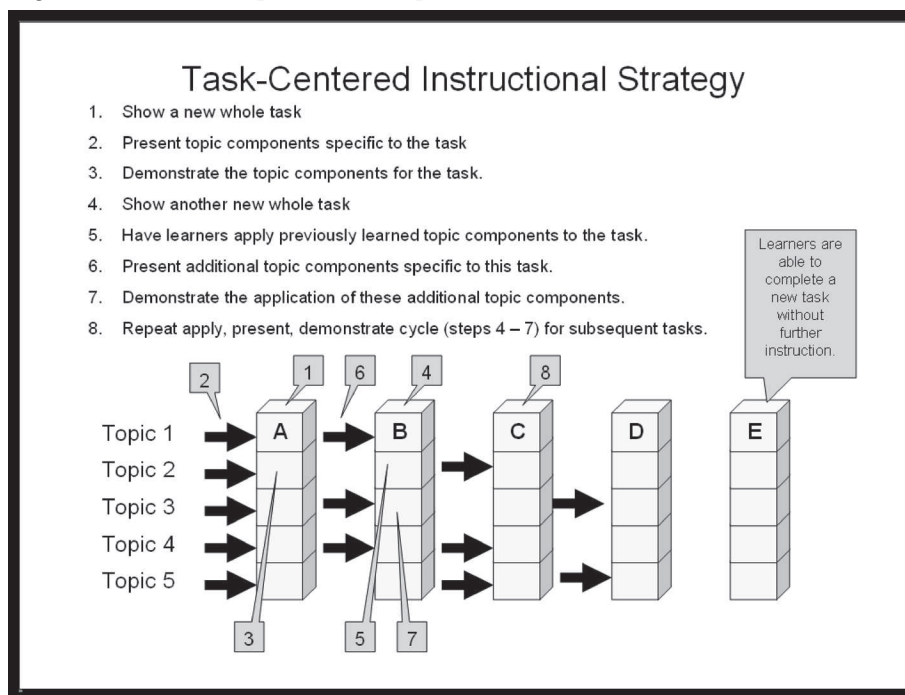 Task-Centered Instructional Strategy
1. Show a new whole task
2. Present topic components specific to the task
3. Demonstrate the topic components for the task.
4. Show another new whole task
5. Have learners apply previously learned topic components to the task.
6. Present additional topic components specific to this task.
7. Demonstrate the application of these additional topic components.
8. Repeat apply, present, demonstrate cycle (steps 4 – 7) for subsequent tasks.
Learners are
able to
complete a
new task
without
further
instruction.
2
1
6
4
8
Topic 1
A
B
C
D
E
Topic 2
Topic 3
Topic 4
Topic 5
3
5
7